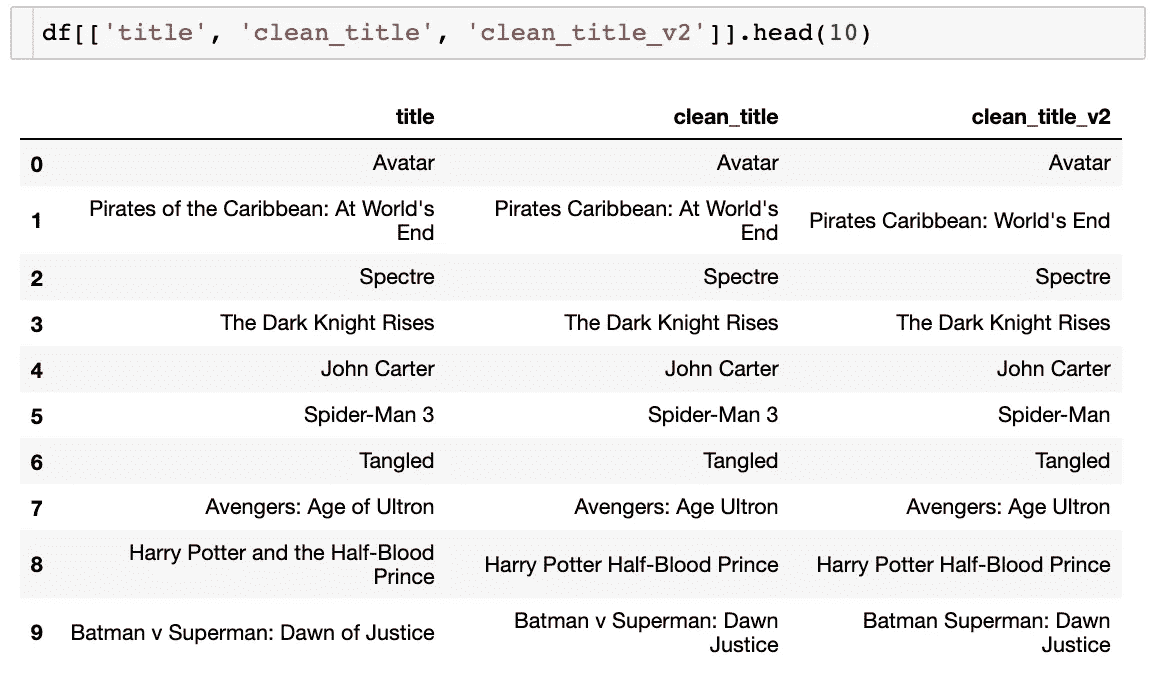 df[['title', 'clean_title', 'clean_title_v2']].head(10)
title clean_title clean_title_v2
0 Avatar Avatar Avatar
1 Pirates of the Caribbean: At World's End Pirates Caribbean: At World's End Pirates Caribbean: World's End
2 Spectre Spectre Spectre
3 The Dark Knight Rises The Dark Knight Rises The Dark Knight Rises
4 John Carter John Carter John Carter
5 Spider-Man 3 Spider-Man 3 Spider-Man
6 Tangled Tangled Tangled
7 Avengers: Age of Ultron Avengers: Age Ultron Avengers: Age Ultron
8 Harry Potter and the Half-Blood Prince Harry Potter Half-Blood Prince Harry Potter Half-Blood Prince
9 Batman v Superman: Dawn of Justice Batman v Superman: Dawn Justice Batman Superman: Dawn Justice